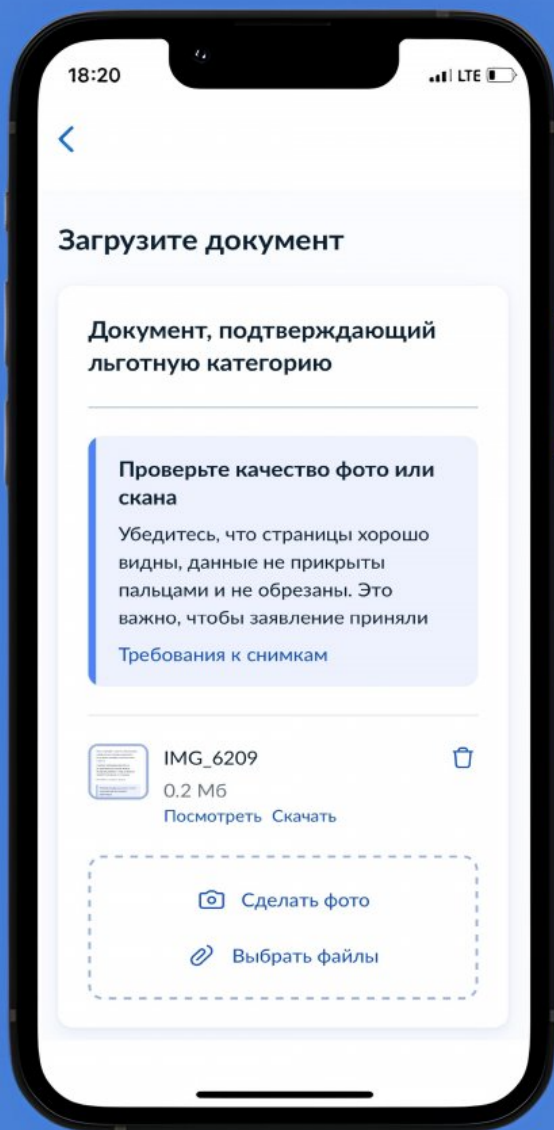 18:20
LTE
Загрузите документ
Документ, подтверждающий
льготную категорию
Проверьте качество фото или
скана
Убедитесь, что страницы хорошо
видны, данные не прикрыты
пальцами и не обрезаны. Это
важно, чтобы заявление приняли
Требования к снимкам
IMG_6209
0.2 Мб
Посмотреть Скачать
Сделать фото
Выбрать файлы